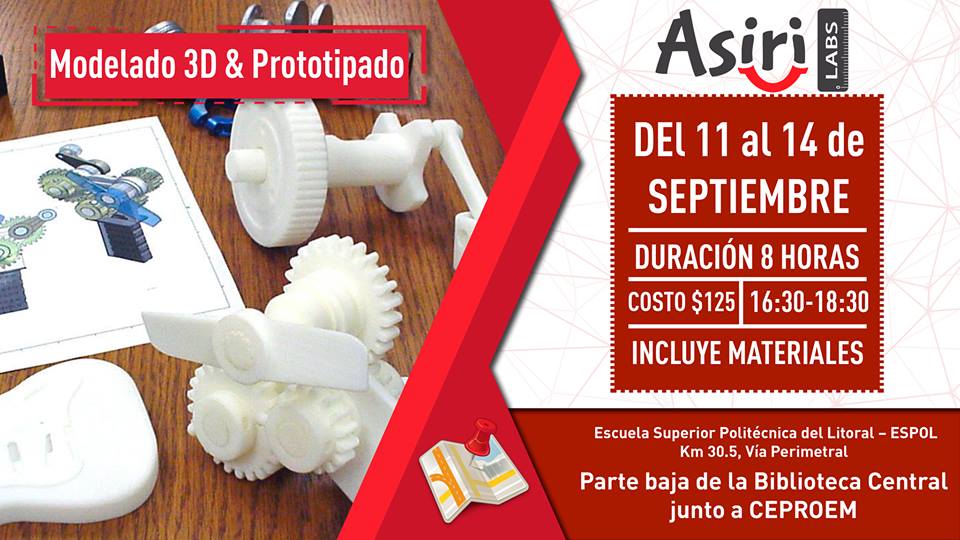 Modelado 3D & Prototipado
Asiri
LABS
DEL 11 al 14 de
SEPTIEMBRE
DURACIÓN 8 HORAS
COSTO $125
16:30-18:30
INCLUYE MATERIALES
Escuela Superior Politécnica del Litoral – ESPOL
Km 30.5, Vía Perimetral
Parte baja de la Biblioteca Central
junto a CEPROEM